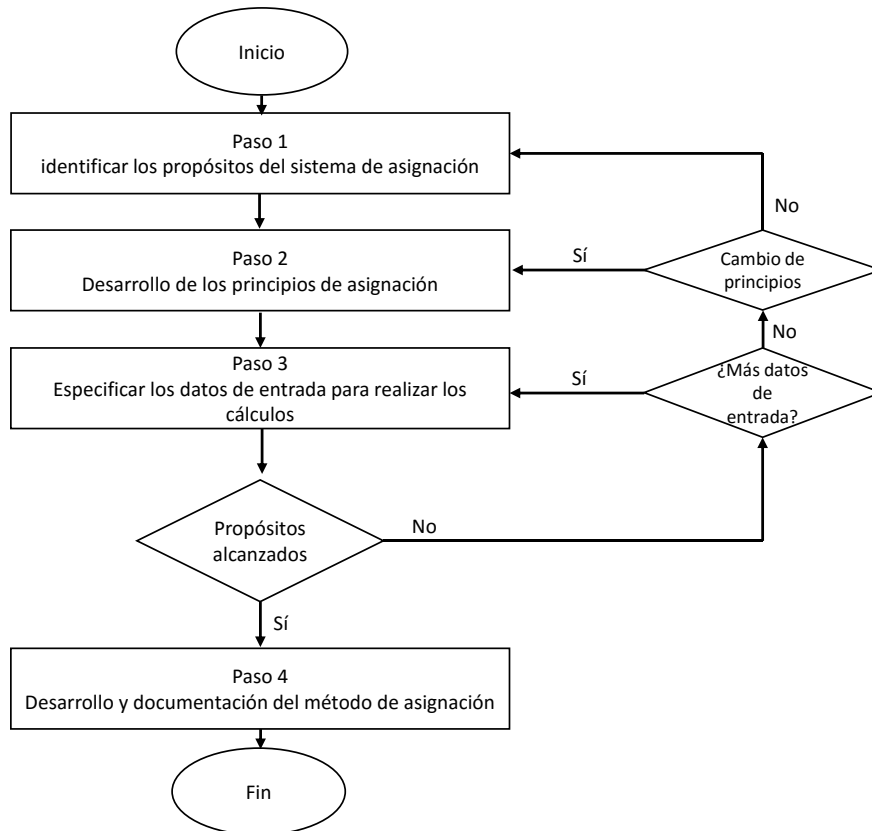 Inicio
Paso 1
identificar los propósitos del sistema de asignación
No
Paso 2
Desarrollo de los principios de asignación
Sí
Cambio de
principios
No
Paso 3
Especificar los datos de entrada para realizar los
cálculos
Sí
¿Más datos
de
entrada?
Propósitos
alcanzados
No
Sí
Paso 4
Desarrollo y documentación del método de asignación
Fin